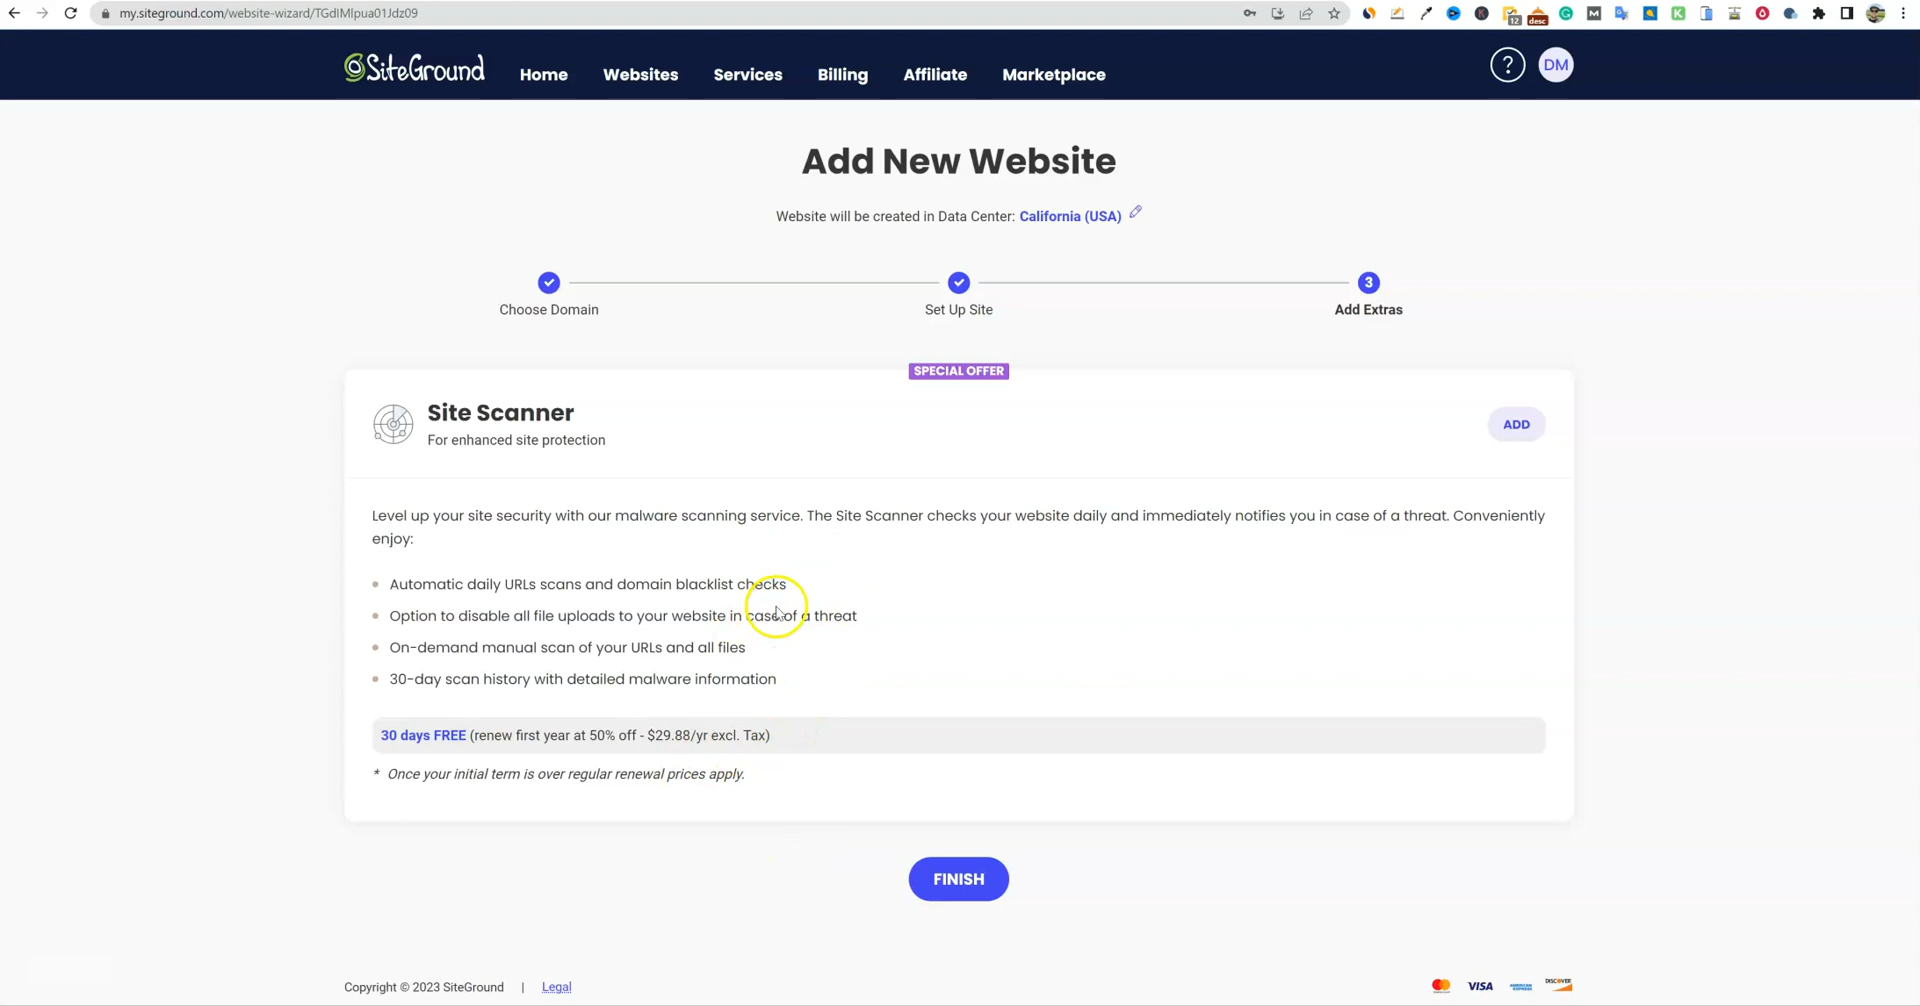 my.siteground.com/website-wizard/
12
desc
SiteGround
Home
Websites
Services
Billing
Affiliate
Marketplace
?
DM
Add New Website
Website will be created in Data Center: California (USA)
3
Choose Domain
Set Up Site
Add Extras
SPECIAL OFFER
Site Scanner
For enhanced site protection
ADD
Level up your site security with our malware scanning service. The Site Scanner checks your website daily and immediately notifies you in case of a threat. Conveniently
enjoy:
Automatic daily URLs scans and domain blacklist checks
Option to disable all file uploads to your website in case of a threat
On-demand manual scan of your URLs and all files
30-day scan history with detailed malware information
30 days FREE (renew first year at 50% off - $29.88/yr excl. Tax)
* Once your initial term is over regular renewal prices apply.
FINISH
Copyright © 2023 SiteGround | Legal
VISA
AMERICAN EXPRESS
DISCOVER